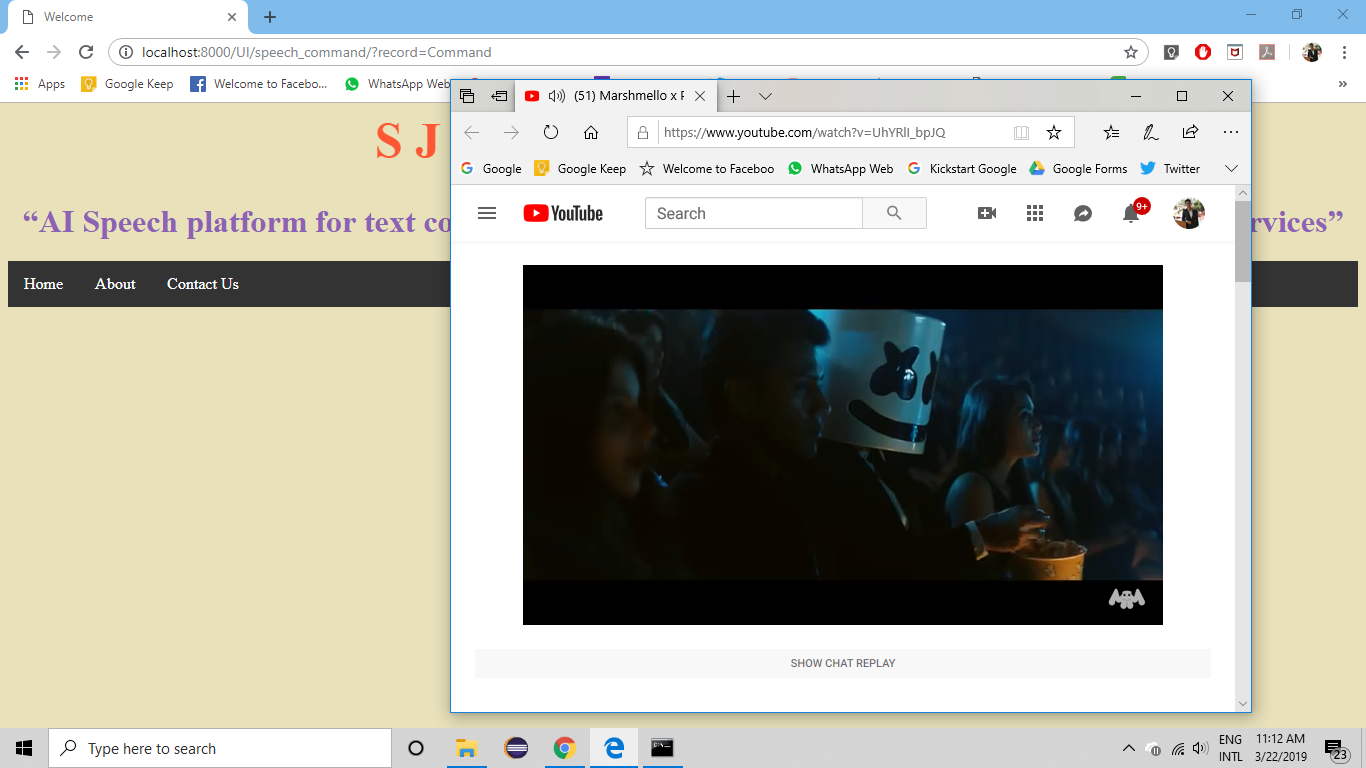 Welcome
localhost:8000/UI/speech_command/?record=Command
Apps
Google Keep
Welcome to Faceboo...
WhatsApp Web
»
S J
“AI Speech platform for text co
rvices”
Home
About
Contact Us
(51) Marshmello x P
https://www.youtube.com/watch?v=UhYRlI_bpJQ
Google
Google Keep
Welcome to Faceboo
WhatsApp Web
Kickstart Google
Google Forms
Twitter
YouTube
Search
9+
SHOW CHAT REPLAY
Type here to search
ENG
INTL
11:12 AM
3/22/2019
23